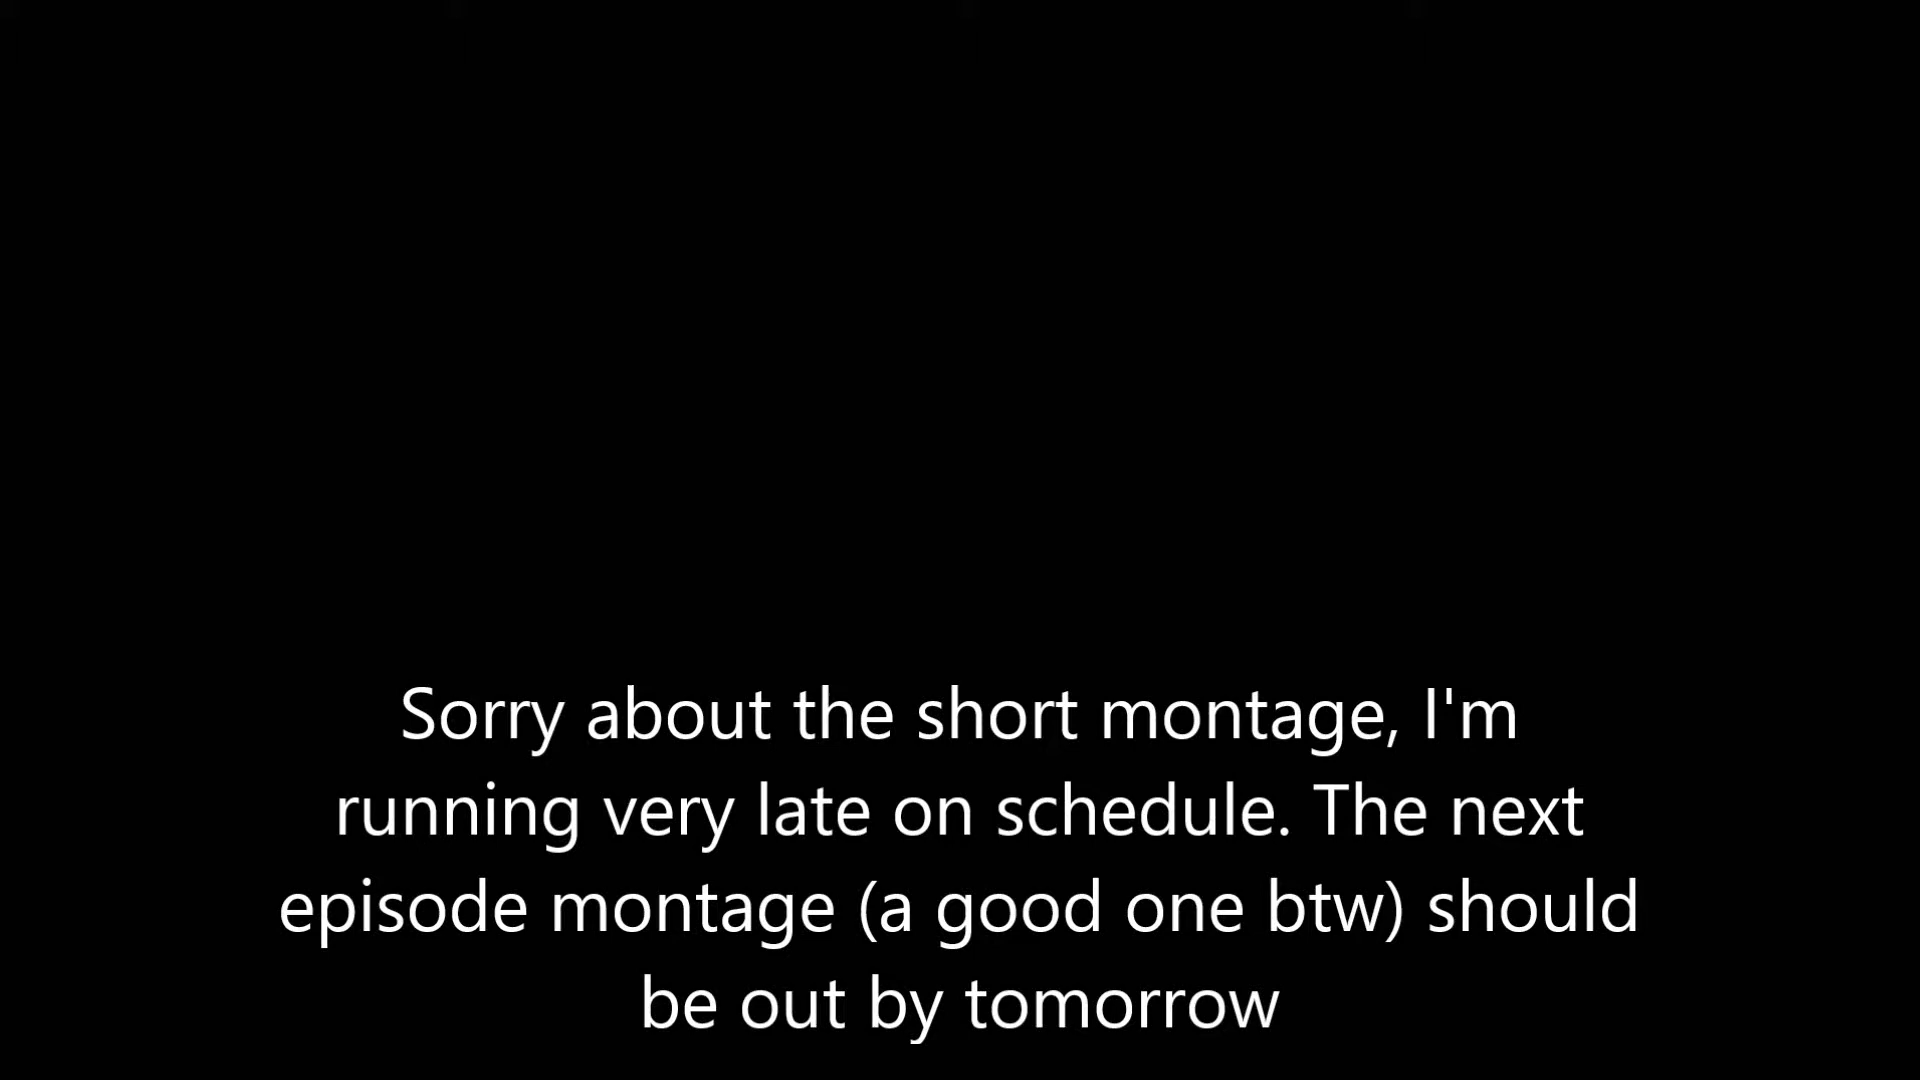 Sorry about the short montage, I'm
running very late on schedule. The next
episode montage (a good one btw) should
be out by tomorrow